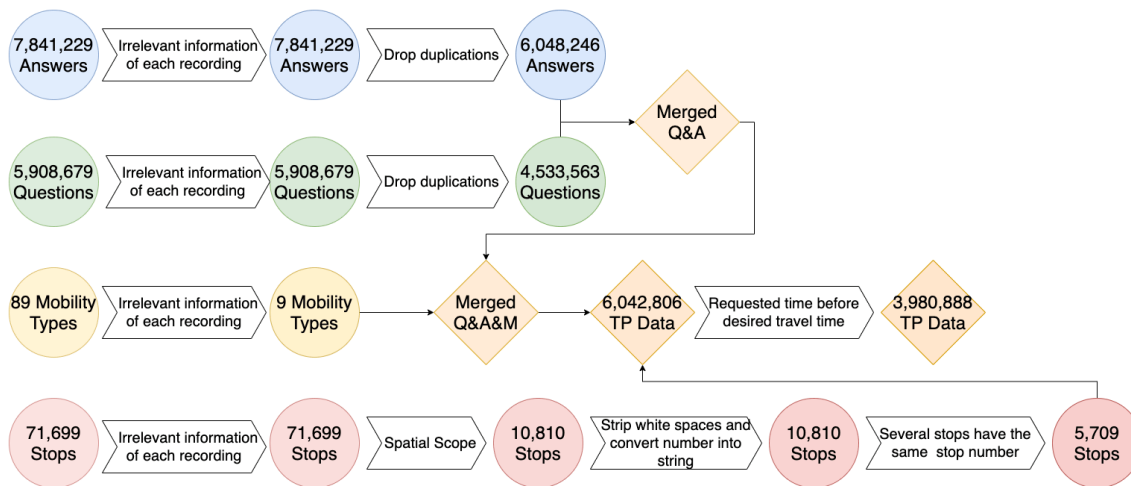 7,841,229
Answers
Irrelevant information
of each recording
7,841,229
Answers
Drop duplications
6,048,246
Answers
Merged
Q&A
5,908,679
Questions
Irrelevant information
of each recording
5,908,679
Questions
Drop duplications
4,533,563
Questions
89 Mobility
Types
Irrelevant information
of each recording
9 Mobility
Types
Merged
Q&A&M
6,042,806
TP Data
Requested time before
desired travel time
3,980,888
TP Data
71,699
Stops
Irrelevant information
of each recording
71,699
Stops
Spatial Scope
10,810
Stops
Strip white spaces and
convert number into
string
10,810
Stops
Several stops have the
same stop number
5,709
Stops